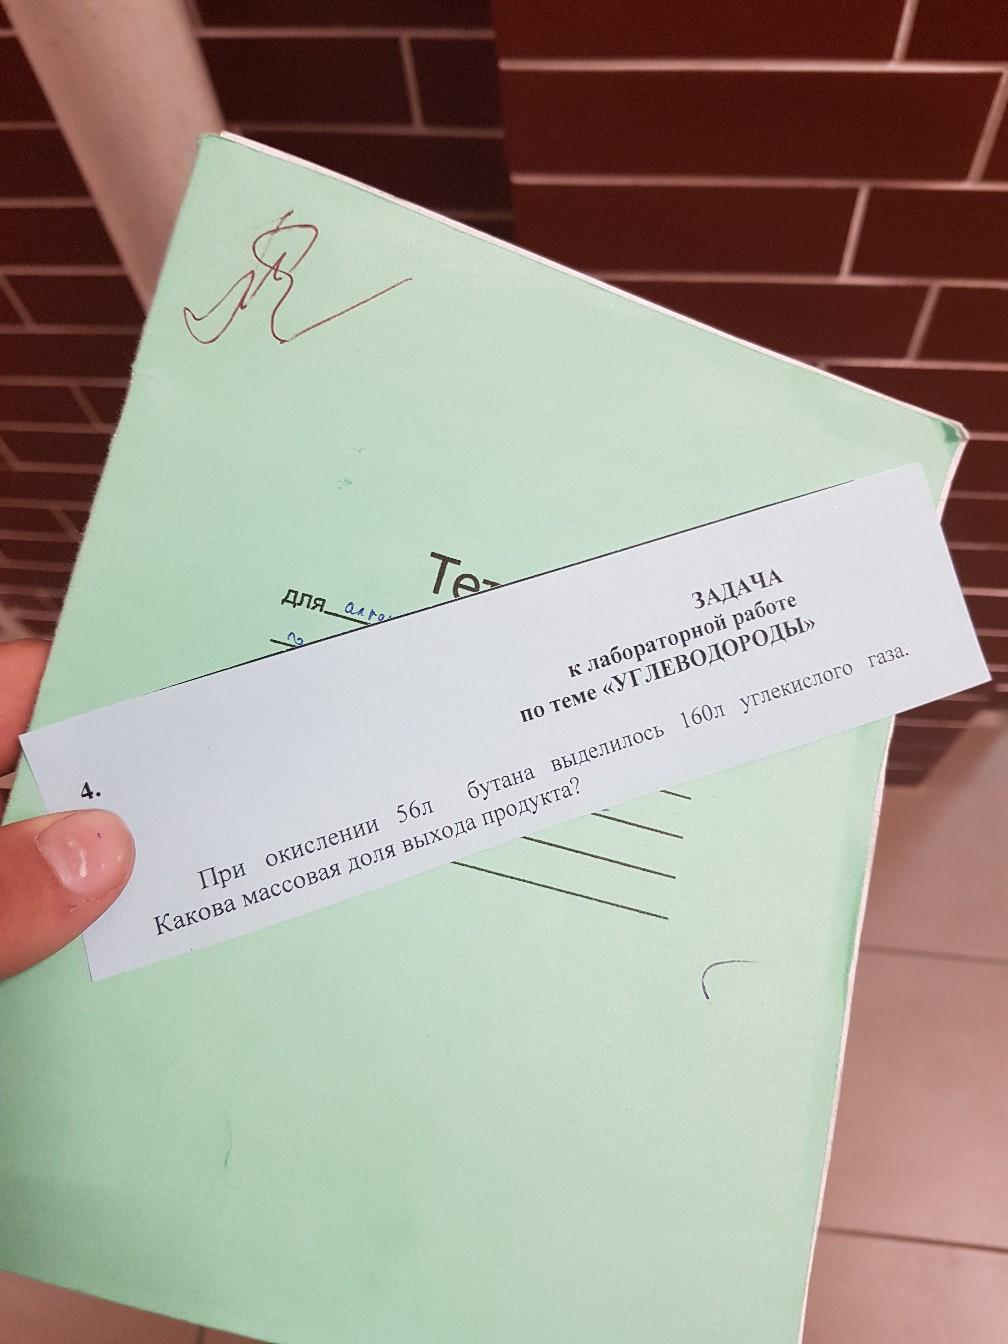 Тет
для
ЗАДАЧА
к лабораторной работе
по теме «УГЛЕВОДОРОДЫ»
4.
При окислении 56л бутана выделилось 160л углекислого газа.
Какова массовая доля выхода продукта?